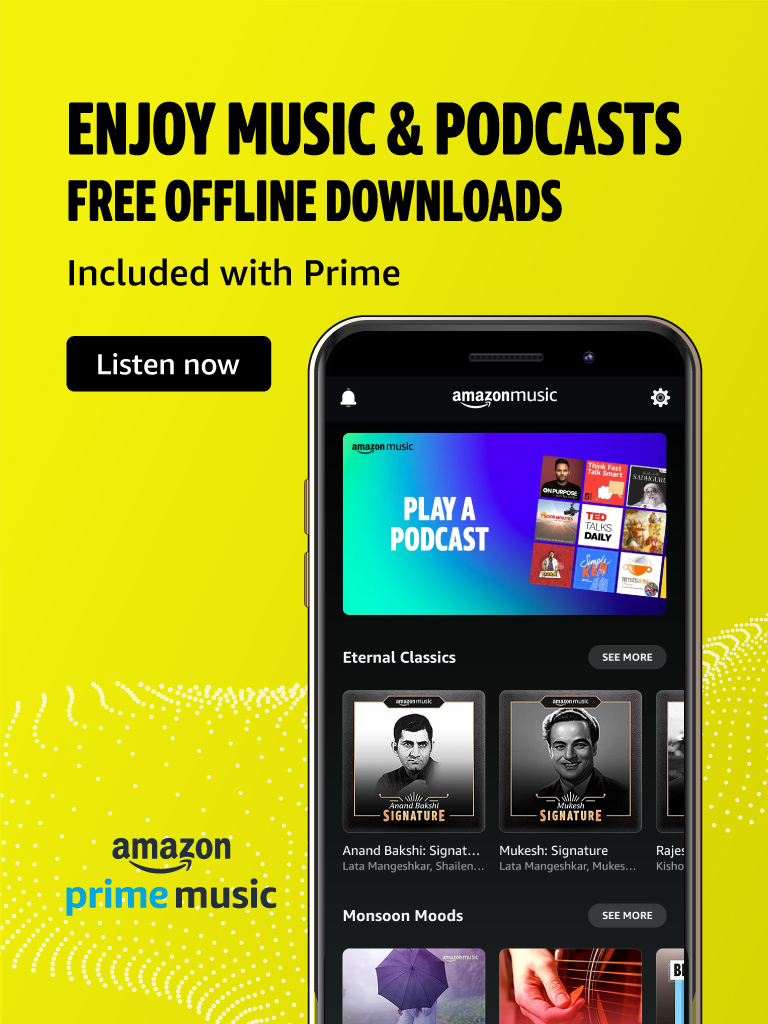 ENJOY MUSIC & PODCASTS
FREE OFFLINE DOWNLOADS
Included with Prime
Listen now
amazon music
amazon music
PLAY A
PODCAST
ON PURPOSE
Think Fast
Talk Smart
SADHGURU
TED
TALKS
DAILY
Simple
KEN
Eternal Classics
SEE MORE
amazon music
Anand Bakshi
SIGNATURE
amazon music
Mukesh
SIGNATURE
Anand Bakshi: Signat...
Lata Mangeshkar, Shailen...
Mukesh: Signature
Lata Mangeshkar, Mukes...
Rajes
Kisho
Monsoon Moods
SEE MORE
amazon music
amazon
prime music